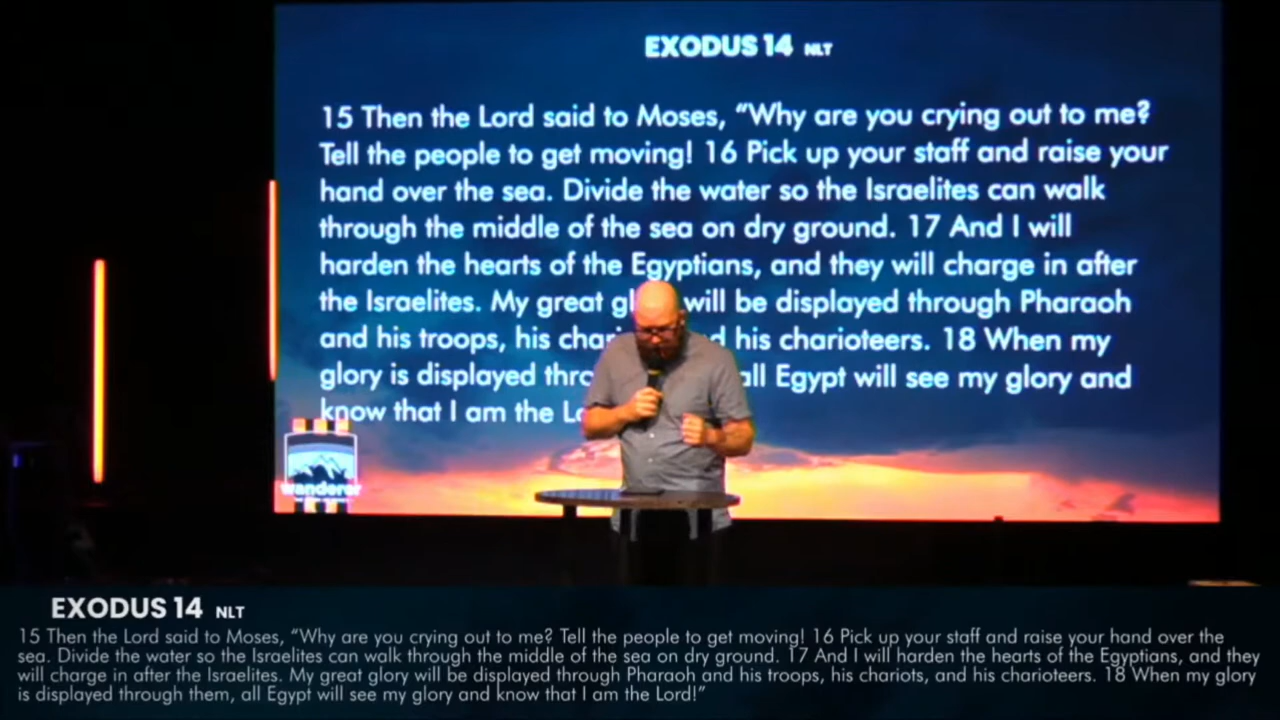 EXODUS 14 NLT
15 Then the Lord said to Moses, “Why are you crying out to me?
Tell the people to get moving! 16 Pick up your staff and raise your
hand over the sea. Divide the water so the Israelites can walk
through the middle of the sea on dry ground. 17 And I will
harden the hearts of the Egyptians, and they will charge in after
the Israelites. My great will be displayed through Pharaoh
and his troops, his his charioteers. 18 When my
glory is displayed all Egypt will see my glory and
know that I am the
wanderer
EXODUS 14 NLT
15 Then the Lord said to Moses, “Why are you crying out to me? Tell the people to get moving! 16 Pick up your staff and raise your hand over the
sea. Divide the water so the Israelites can walk through the middle of the sea on dry ground. 17 And I will harden the hearts of the Egyptians, and they
will charge in after the Israelites. My great glory will be displayed through Pharaoh and his troops, his chariots, and his charioteers. 18 When my glory
is displayed through them, all Egypt will see my glory and know that I am the Lord!”